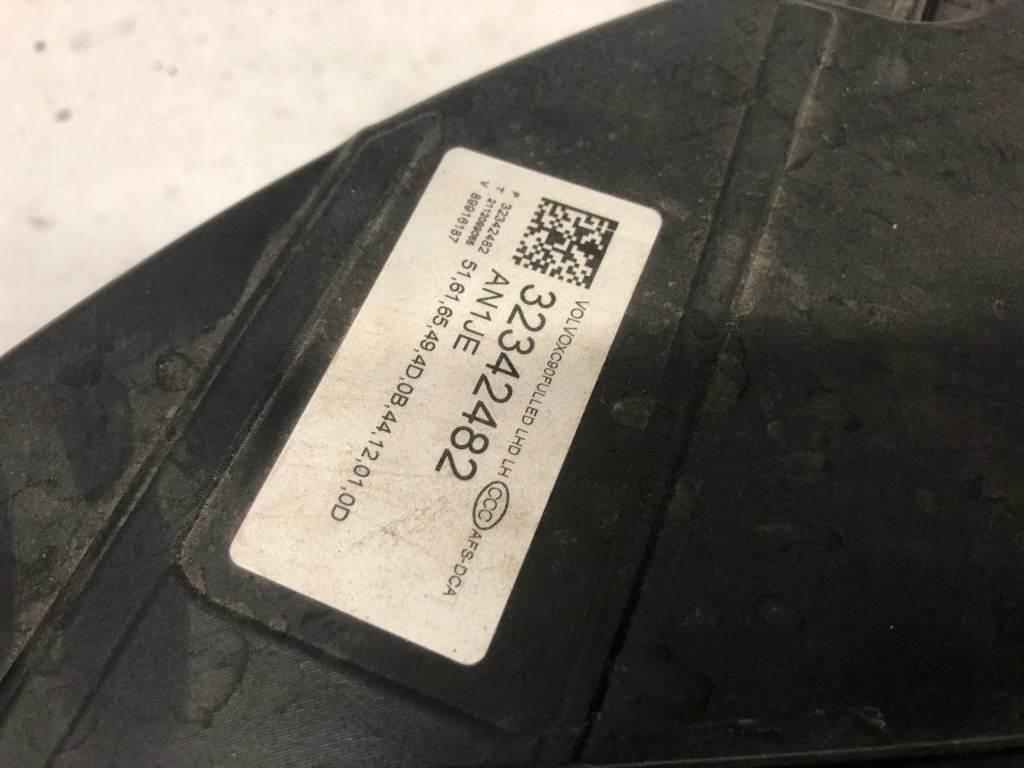 VOLVOXC90FULLED LHD LH CCC AFS-DCA
32342482
AN1JE
P 32342482
T 2112089065
V 89916187
51,61,65,49,4D,0B,44,12,01,0D